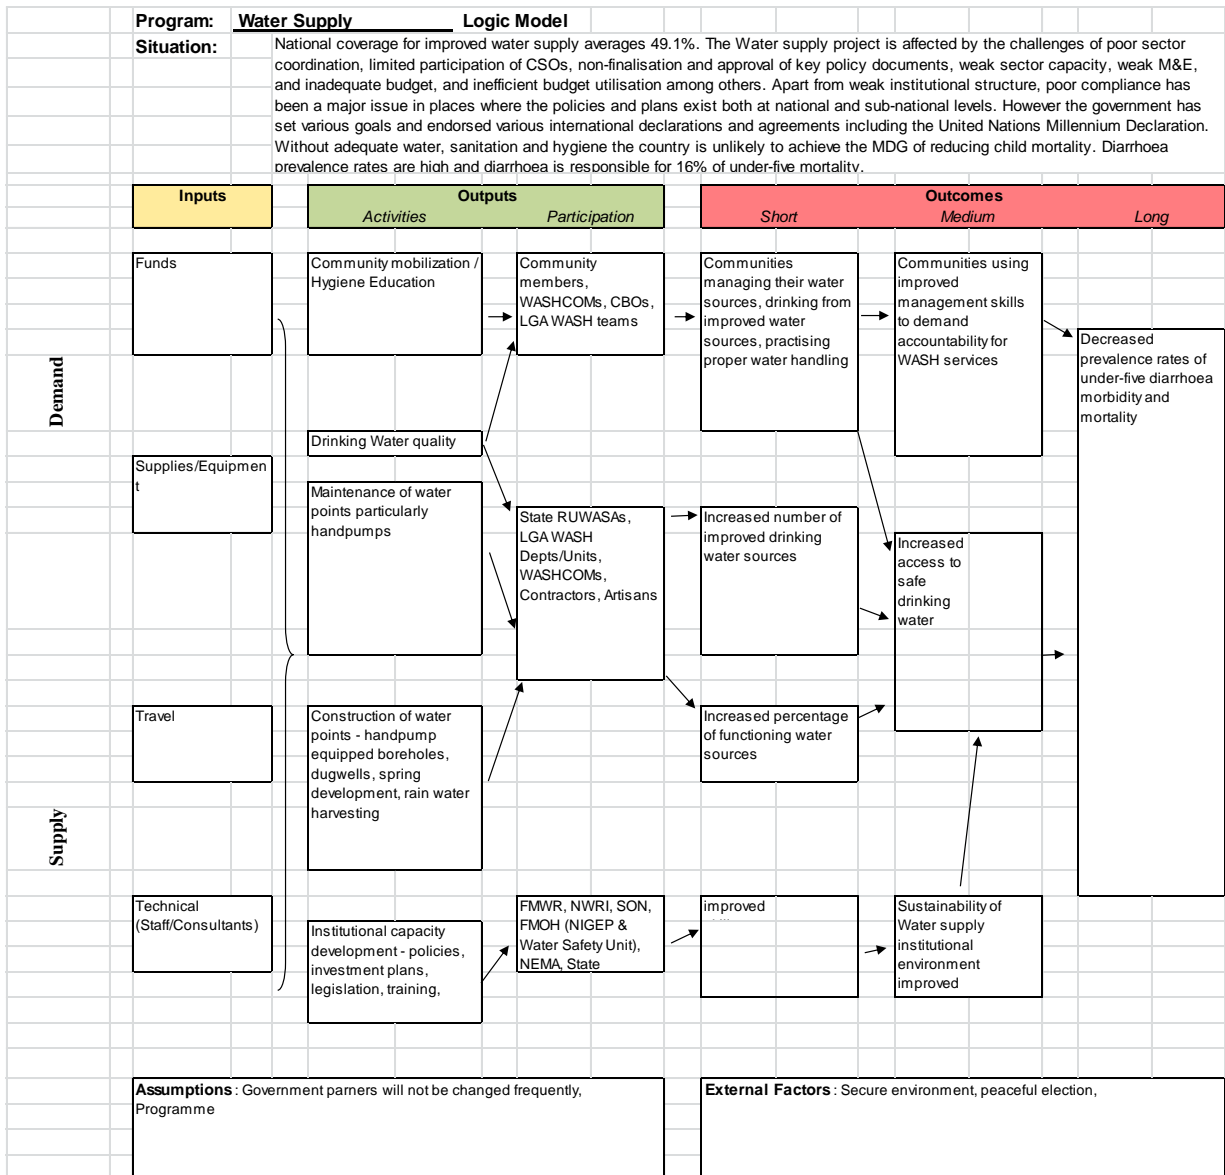 Program: Water Supply Logic Model
Situation:
National coverage for improved water supply averages 49.1%. The Water supply project is affected by the challenges of poor sector
coordination, limited participation of CSOs, non-finalisation and approval of key policy documents, weak sector capacity, weak M&E,
and inadequate budget, and inefficient budget utilisation among others. Apart from weak institutional structure, poor compliance has
been a major issue in places where the policies and plans exist both at national and sub-national levels. However the government has
set various goals and endorsed various international declarations and agreements including the United Nations Millennium Declaration.
Without adequate water, sanitation and hygiene the country is unlikely to achieve the MDG of reducing child mortality. Diarrhoea
prevalence rates are high and diarrhoea is responsible for 16% of under-five mortality.
Inputs
Outputs
Activities Participation
Outcomes
Short Medium Long
Demand
Supply
Funds
Supplies/Equipmen
t
Travel
Technical
(Staff/Consultants)
Community mobilization /
Hygiene Education
Drinking Water quality
Maintenance of water
points particularly
handpumps
Construction of water
points - handpump
equipped boreholes,
dugwells, spring
development, rain water
harvesting
Institutional capacity
development - policies,
investment plans,
legislation, training,
Community
members,
WASHCOMs, CBOs,
LGA WASH teams
State RUWASAs,
LGA WASH
Depts/Units,
WASHCOMs,
Contractors, Artisans
FMWR, NWRI, SON,
FMOH (NIGEP &
Water Safety Unit),
NEMA, State
Communities
managing their water
sources, drinking from
improved water
sources, practising
proper water handling
Increased number of
improved drinking
water sources
Increased percentage
of functioning water
sources
improved
Communities using
improved
management skills
to demand
accountability for
WASH services
Increased
access to
safe
drinking
water
Sustainability of
Water supply
institutional
environment
improved
Decreased
prevalence rates of
under-five diarrhoea
morbidity and
mortality
Assumptions : Government parners will not be changed frequently,
Programme
External Factors : Secure environment, peaceful election,